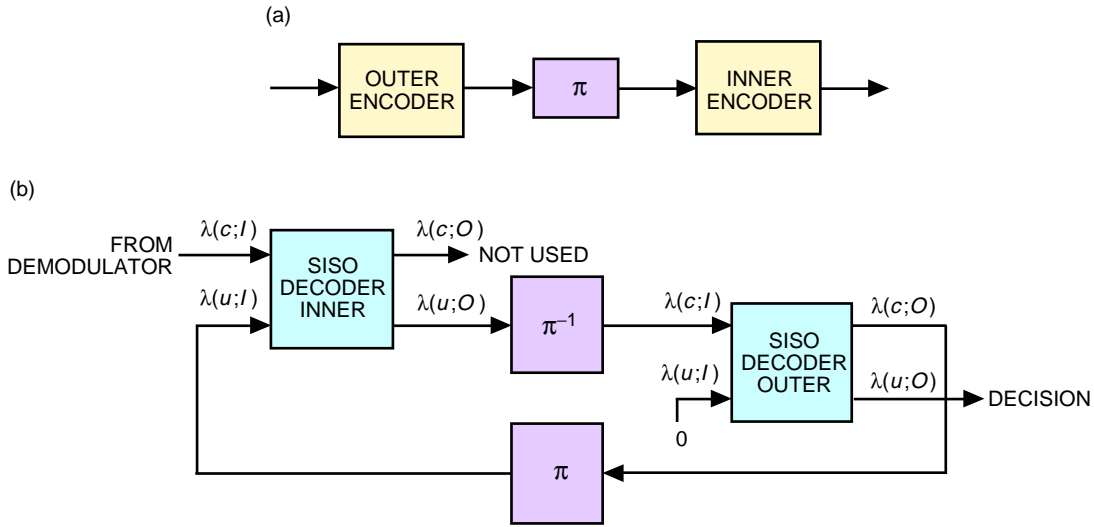 (a)
OUTER
ENCODER
π
INNER
ENCODER
(b)
FROM
DEMODULATOR
λ(c;I)
λ(u;I)
SISO
DECODER
INNER
λ(c;O)
NOT USED
λ(u;O)
π–1
λ(c;I)
λ(u;I)
0
SISO
DECODER
OUTER
λ(c;O)
λ(u;O)
DECISION
π